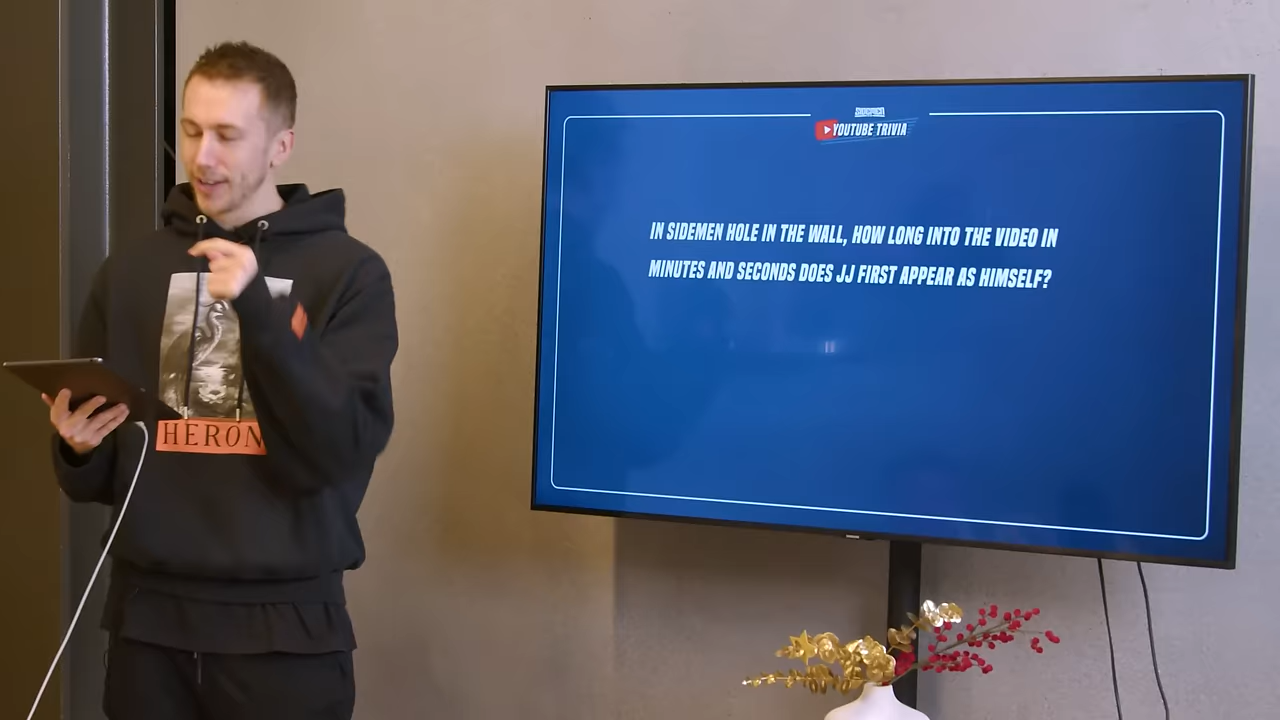 SIDEMEN
YOUTUBE TRIVIA
IN SIDEMEN HOLE IN THE WALL, HOW LONG INTO THE VIDEO IN
MINUTES AND SECONDS DOES JJ FIRST APPEAR AS HIMSELF?
HERON